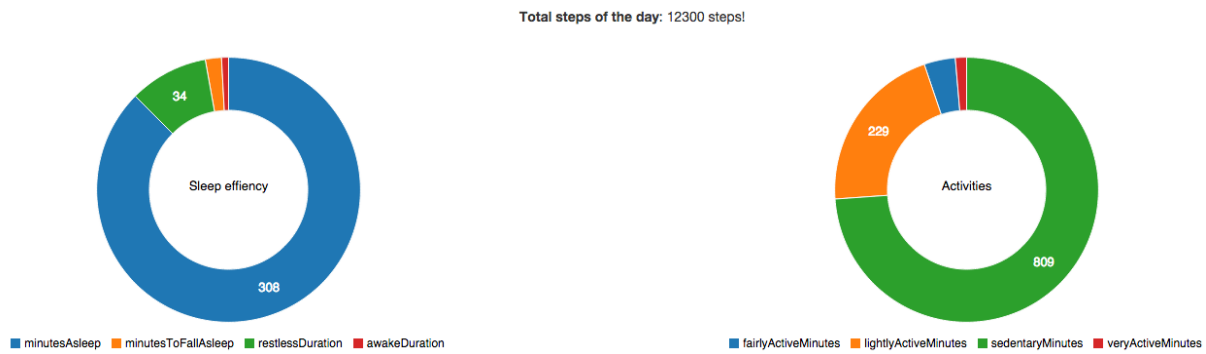 Total steps of the day: 12300 steps!
34
Sleep effiency
308
minutesAsleep minutesToFallAsleep restlessDuration awakeDuration
229
Activities
809
fairlyActiveMinutes lightlyActiveMinutes sedentaryMinutes veryActiveMinutes